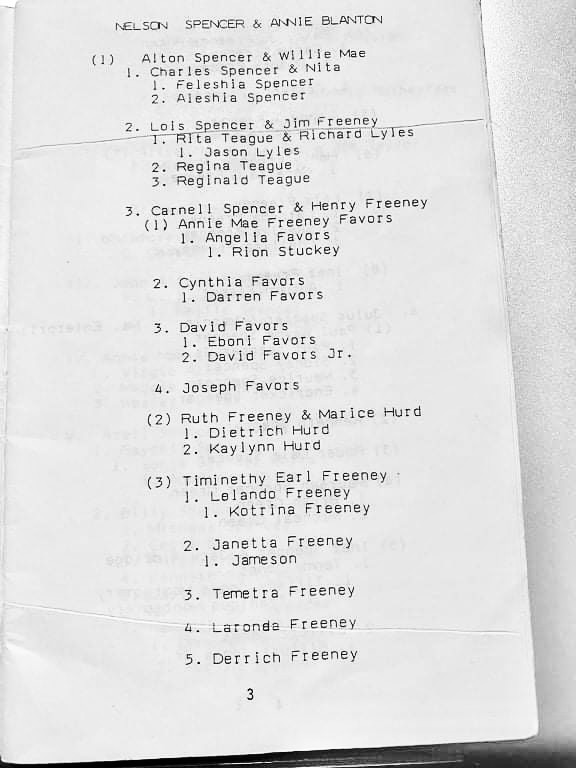 NELSON SPENCER & ANNIE BLANTON
(1) Alton Spencer & Willie Mae
1. Charles Spencer & Nita
1. Feleshia Spencer
2. Aleshia Spencer
2. Lois Spencer & Jim Freeney
1. Rita Teague & Richard Lyles
1. Jason Lyles
2. Regina Teague
3. Reginald Teague
3. Carnell Spencer & Henry Freeney
(1) Annie Mae Freeney Favors
1. Angelia Favors
1. Rion Stuckey
2. Cynthia Favors
1. Darren Favors
3. David Favors
1. Eboni Favors
2. David Favors Jr.
4. Joseph Favors
(2) Ruth Freeney & Marice Hurd
1. Dietrich Hurd
2. Kaylynn Hurd
(3) Timinethy Earl Freeney
1. Lelando Freeney
1. Kotrina Freeney
2. Janetta Freeney
1. Jameson
3. Temetra Freeney
4. Laronda Freeney
5. Derrich Freeney
3